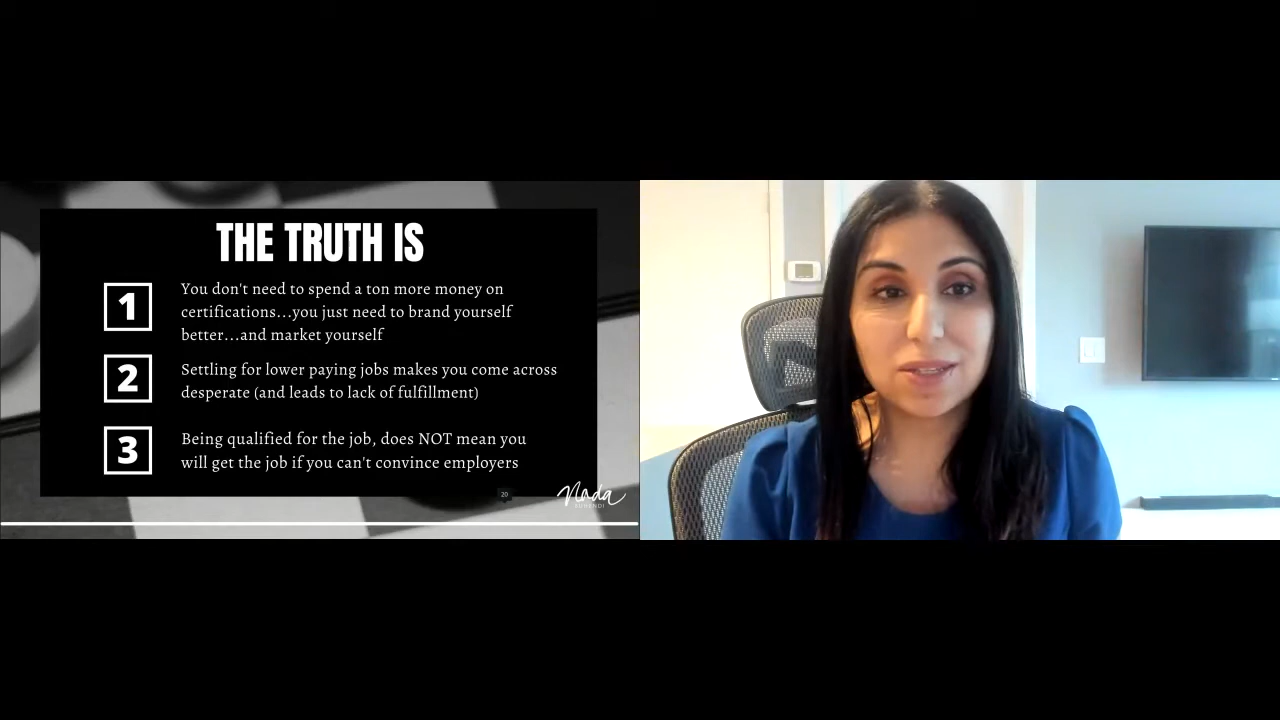 THE TRUTH IS
1
You don't need to spend a ton more money on
certifications...you just need to brand yourself
better...and market yourself
2
Settling for lower paying jobs makes you come across
desperate (and leads to lack of fulfillment)
3
Being qualified for the job, does NOT mean you
will get the job if you can't convince employers
20
Nada